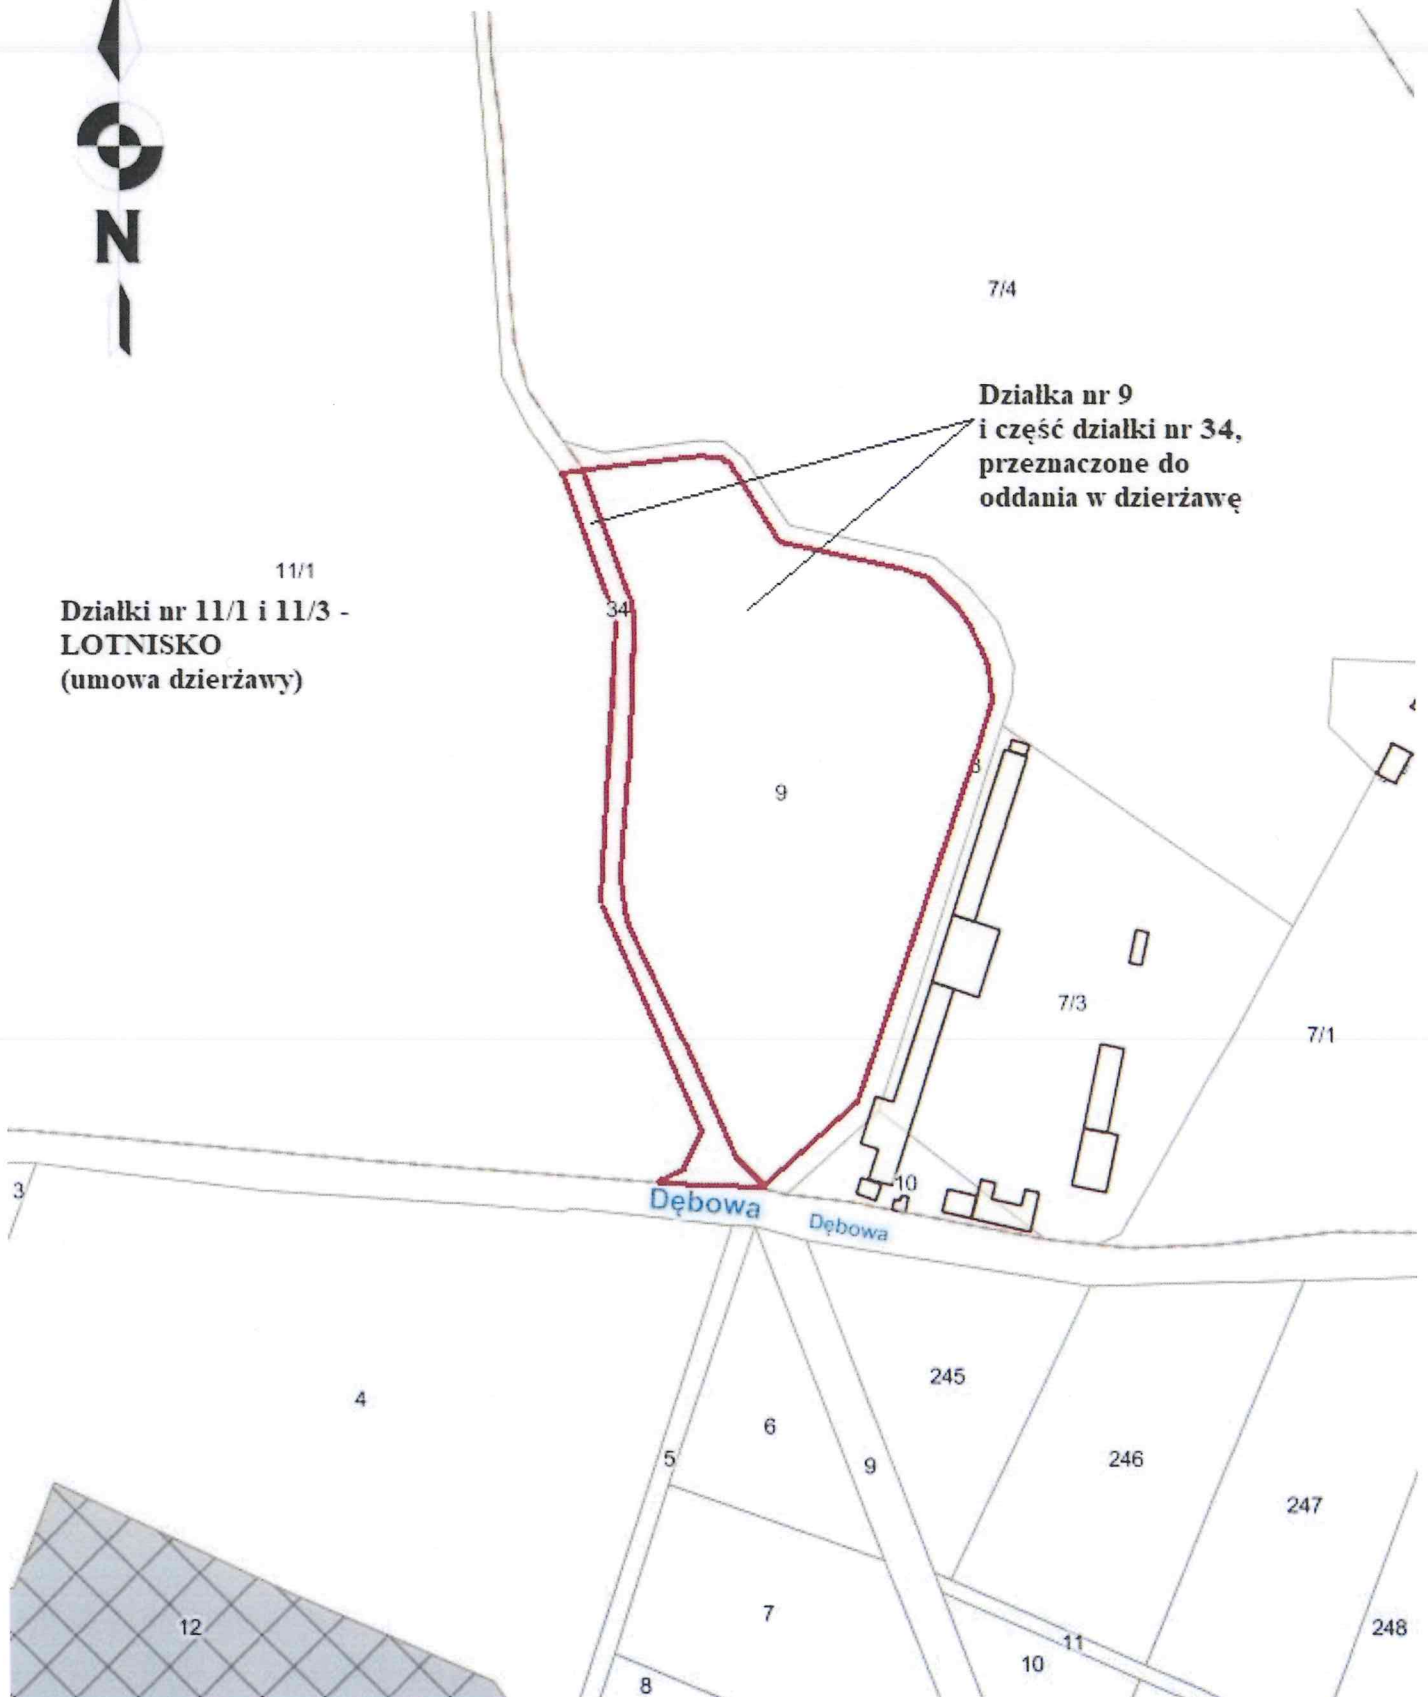 N
7/4
Działka nr 9
i część działki nr 34,
przeznaczone do
oddania w dzierżawę
11/1
Działki nr 11/1 i 11/3 -
LOTNISKO
(umowa dzierżawy)
34
8
9
7/3
7/1
10
3
Dębowa
Dębowa
4
245
6
5
9
246
247
12
7
11
248
10
8